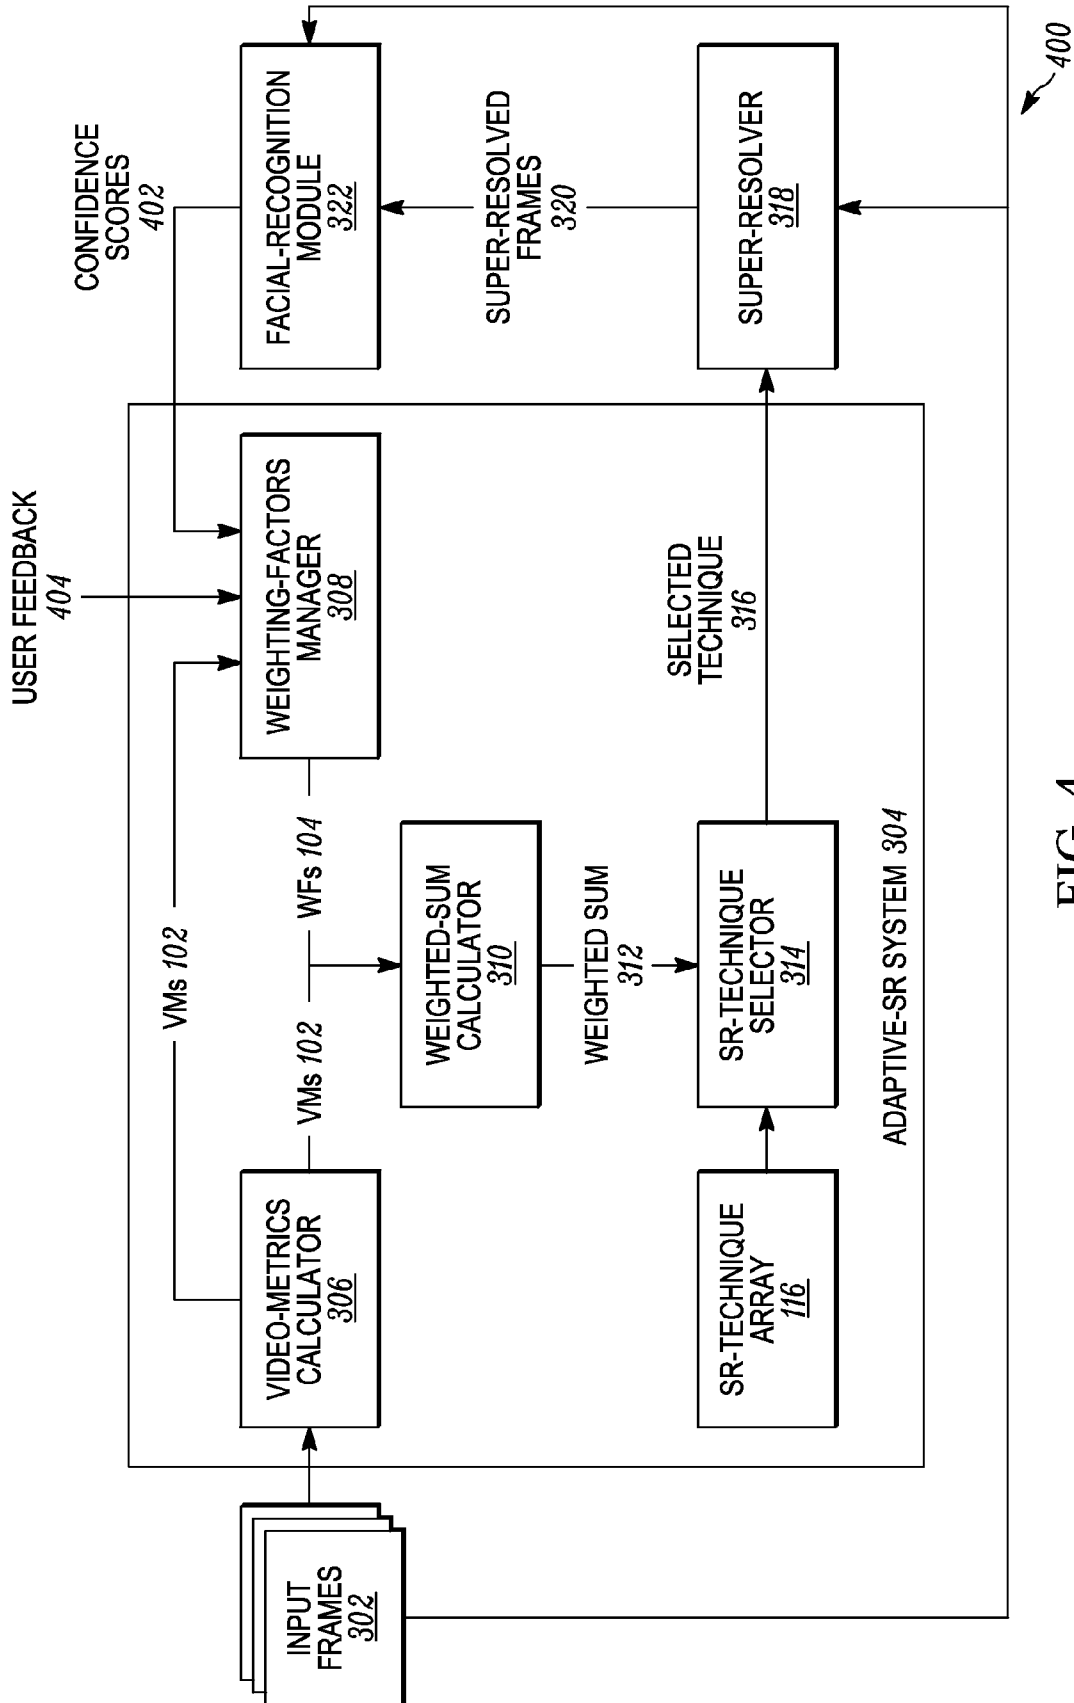 USER FEEDBACK
404
CONFIDENCE
SCORES
402
VMs 102
INPUT
FRAMES
302
VIDEO-METRICS
CALCULATOR
306
VMs 102
WFs 104
WEIGHTING-FACTORS
MANAGER
308
FACIAL-RECOGNITION
MODULE
322
WEIGHTED-SUM
CALCULATOR
310
WEIGHTED SUM
312
SUPER-RESOLVED
FRAMES
320
SR-TECHNIQUE
ARRAY
116
SR-TECHNIQUE
SELECTOR
314
SELECTED
TECHNIQUE
316
SUPER-RESOLVER
318
ADAPTIVE-SR SYSTEM 304
400
FIG. 4